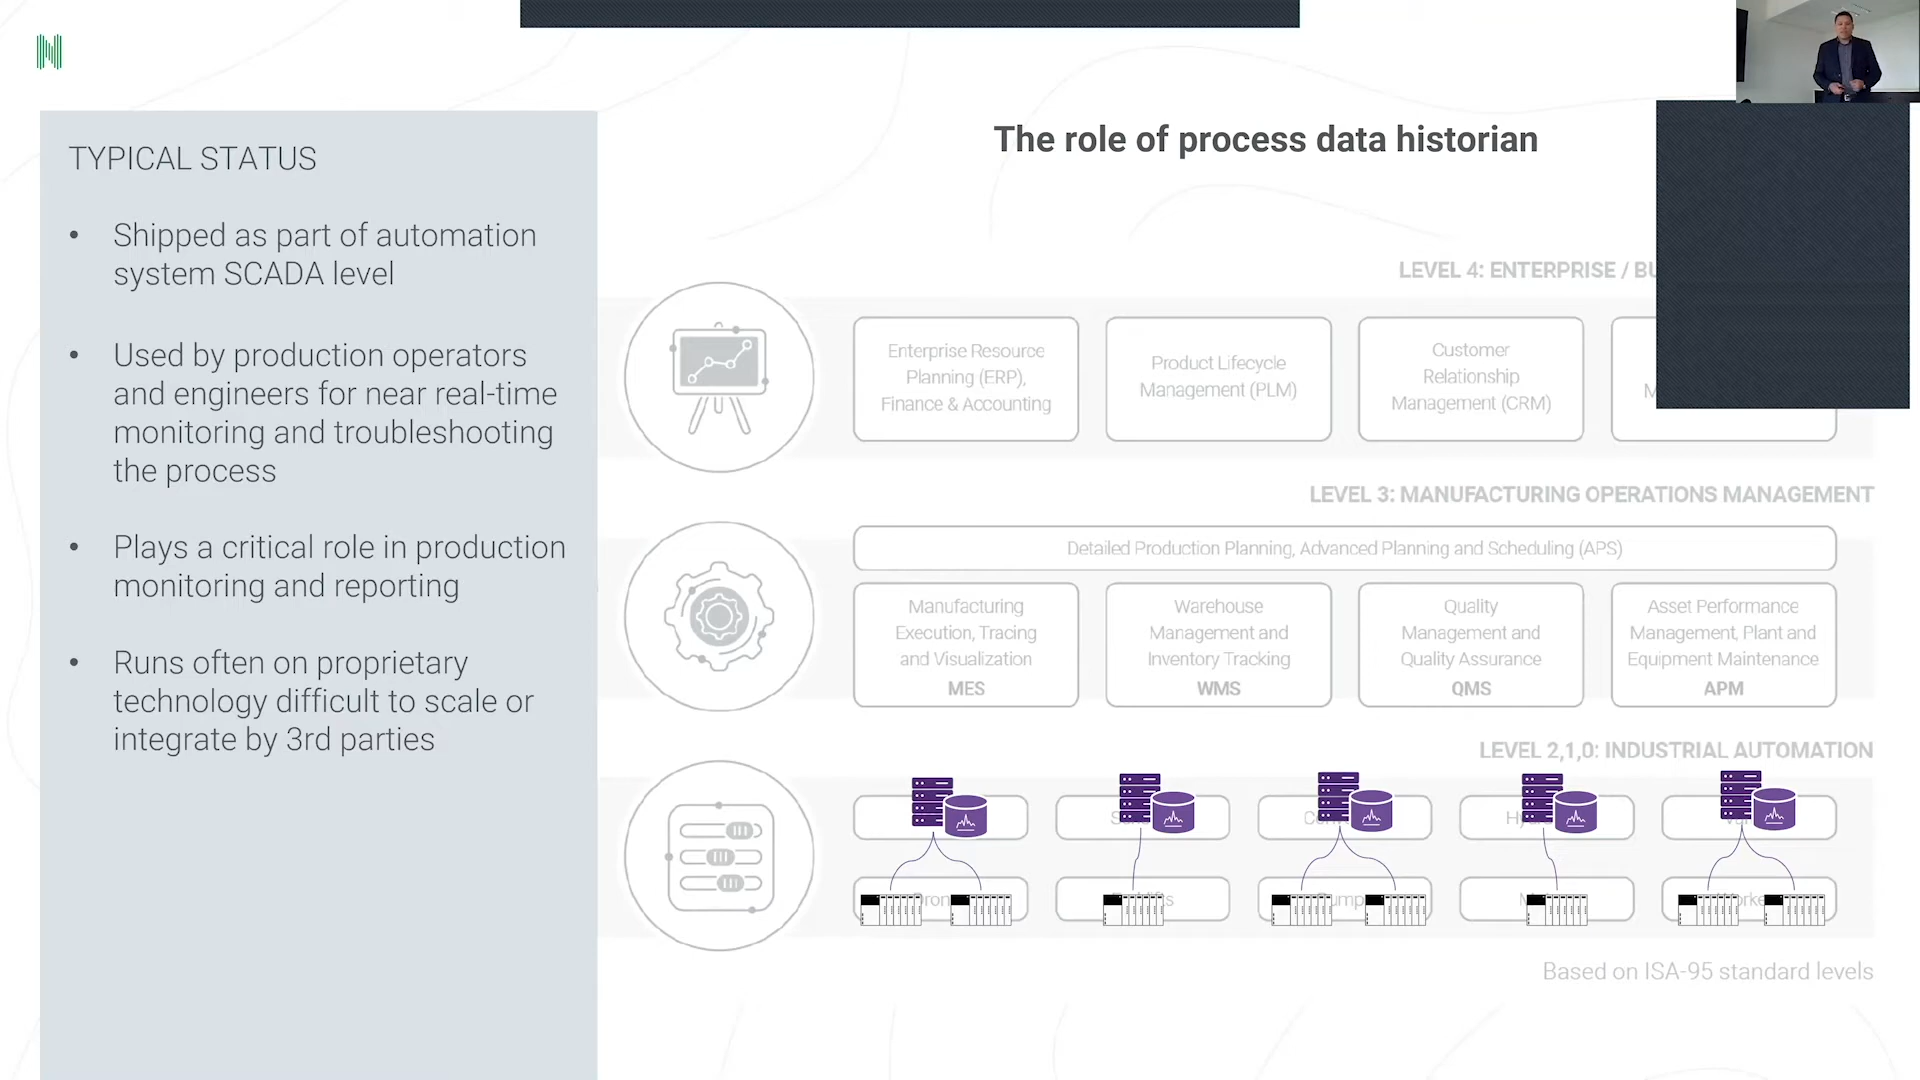 The role of process data historian
TYPICAL STATUS
• Shipped as part of automation
system SCADA level
• Used by production operators
and engineers for near real-time
monitoring and troubleshooting
the process
• Plays a critical role in production
monitoring and reporting
• Runs often on proprietary
technology difficult to scale or
integrate by 3rd parties
LEVEL 4: ENTERPRISE /
Enterprise Resource
Planning (ERP),
Finance & Accounting
Product Lifecycle
Management (PLM)
Customer
Relationship
Management (CRM)
LEVEL 3: MANUFACTURING OPERATIONS MANAGEMENT
Detailed Production Planning, Advanced Planning and Scheduling (APS)
Manufacturing
Execution, Tracing
and Visualization
MES
Warehouse
Management and
Inventory Tracking
WMS
Quality
Management and
Quality Assurance
QMS
Asset Performance
Management, Plant and
Equipment Maintenance
APM
LEVEL 2,1,0: INDUSTRIAL AUTOMATION
Based on ISA-95 standard levels